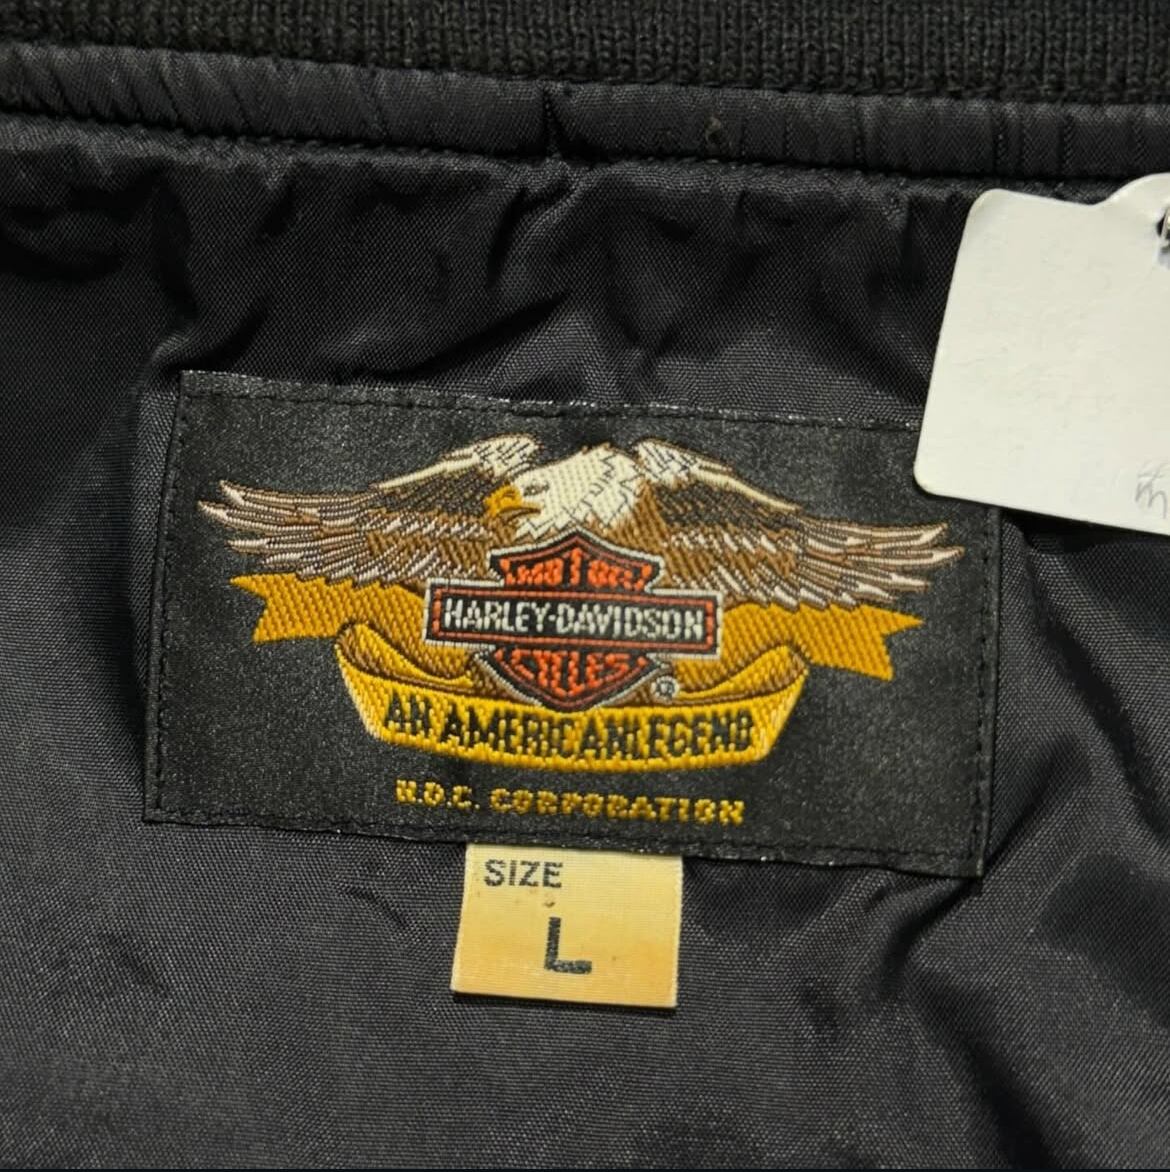 MOTOR
HARLEY-DAVIDSON
CYCLES
®
AN AMERICAN LEGEND
H.D.C. CORPORATION
SIZE
L